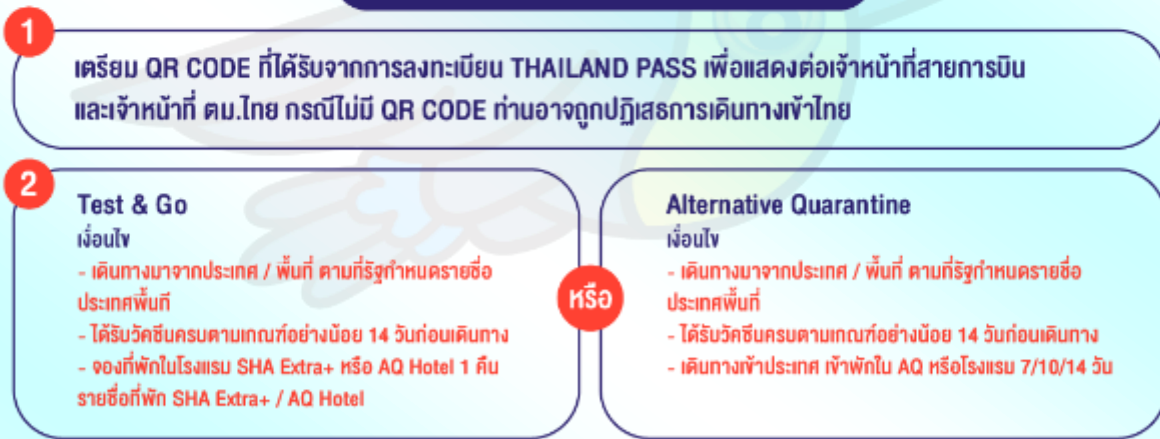 1
เตรียม QR CODE ที่ได้รับจากการลงทะเบียน THAILAND PASS เพื่อแสดงต่อเจ้าหน้าที่สายการบิน
และเจ้าหน้าที่ ตม.ไทย กรณีไม่มี QR CODE ท่านอาจถูกปฏิเสธการเดินทางเข้าไทย
2
Test & Go
เงื่อนไข
- เดินทางมาจากประเทศ / พื้นที่ ตามที่รัฐกำหนดรายชื่อ
ประเทศพื้นที่
- ได้รับวัคซีนครบตามเกณฑ์อย่างน้อย 14 วันก่อนเดินทาง
- จองที่พักในโรงแรม SHA Extra+ หรือ AQ Hotel 1 คืน
รายชื่อที่พัก SHA Extra+ / AQ Hotel
หรือ
Alternative Quarantine
เงื่อนไข
- เดินทางมาจากประเทศ / พื้นที่ ตามที่รัฐกำหนดรายชื่อ
ประเทศพื้นที่
- ได้รับวัคซีนครบตามเกณฑ์อย่างน้อย 14 วันก่อนเดินทาง
- เดินทางเข้าประเทศ เข้าพักใน AQ หรือโรงแรม 7/10/14 วัน